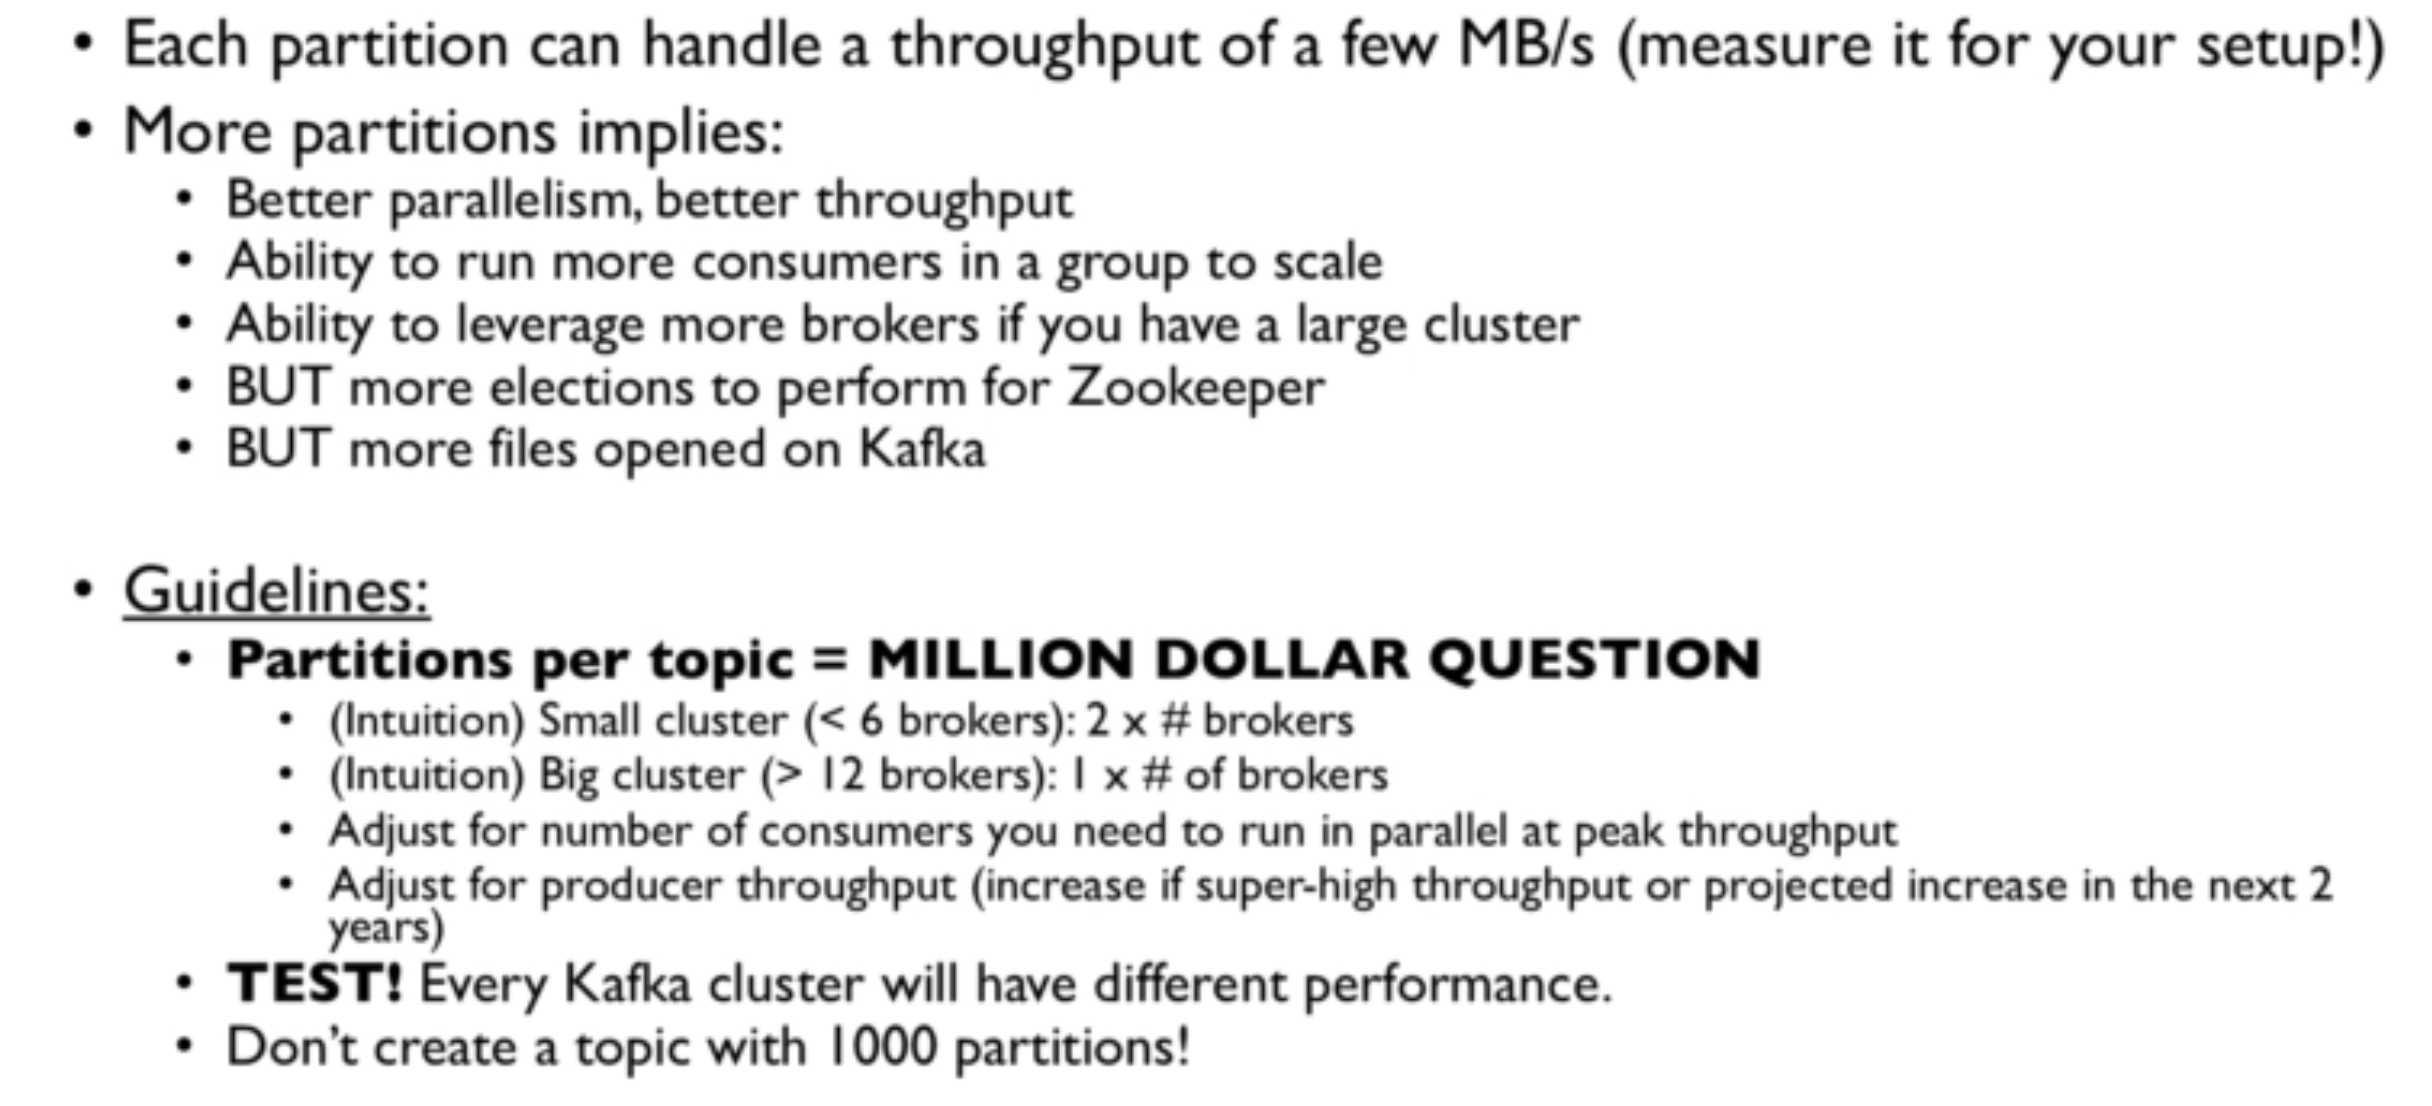 • Each partition can handle a throughput of a few MB/s (measure it for your setup!)
• More partitions implies:
• Better parallelism, better throughput
• Ability to run more consumers in a group to scale
• Ability to leverage more brokers if you have a large cluster
• BUT more elections to perform for Zookeeper
• BUT more files opened on Kafka
• Guidelines:
• Partitions per topic = MILLION DOLLAR QUESTION
• (Intuition) Small cluster (< 6 brokers): 2 x # brokers
• (Intuition) Big cluster (> 12 brokers): 1 x # of brokers
• Adjust for number of consumers you need to run in parallel at peak throughput
• Adjust for producer throughput (increase if super-high throughput or projected increase in the next 2
years)
• TEST! Every Kafka cluster will have different performance.
• Don't create a topic with 1000 partitions!